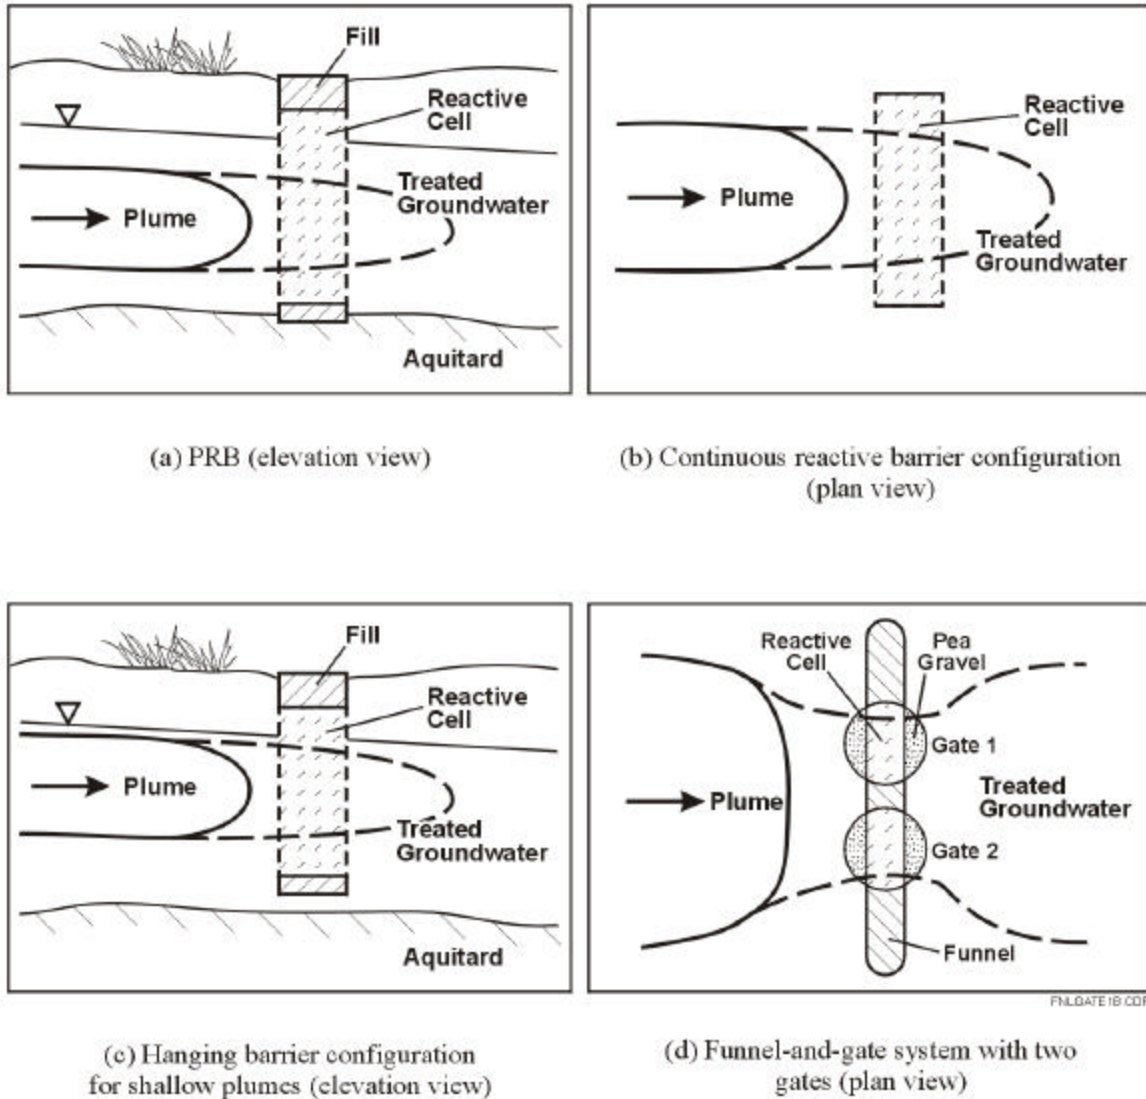 Fill
Reactive
Cell
Treated
Groundwater
Plume
Aquitard
(a) PRB (elevation view)
Reactive
Cell
Plume
Treated
Groundwater
(b) Continuous reactive barrier configuration
(plan view)
Fill
Reactive
Cell
Plume
Treated
Groundwater
Aquitard
(c) Hanging barrier configuration
for shallow plumes (elevation view)
Reactive
Cell
Pea
Gravel
Gate 1
Plume
Treated
Groundwater
Gate 2
Funnel
FNLGATE1B.CDR
(d) Funnel-and-gate system with two
gates (plan view)